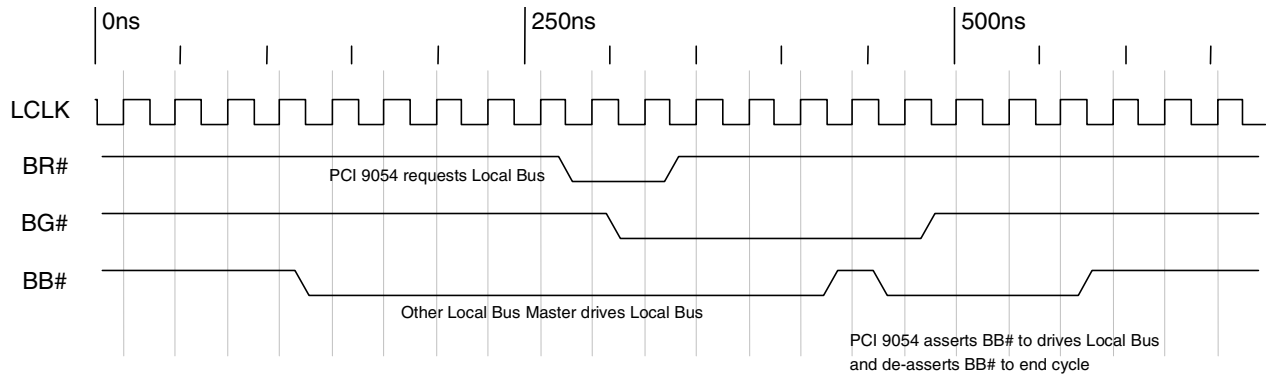 0ns 250ns 500ns
LCLK
BR#
PCI 9054 requests Local Bus
BG#
BB#
Other Local Bus Master drives Local Bus
PCI 9054 asserts BB# to drives Local Bus
and de-asserts BB# to end cycle